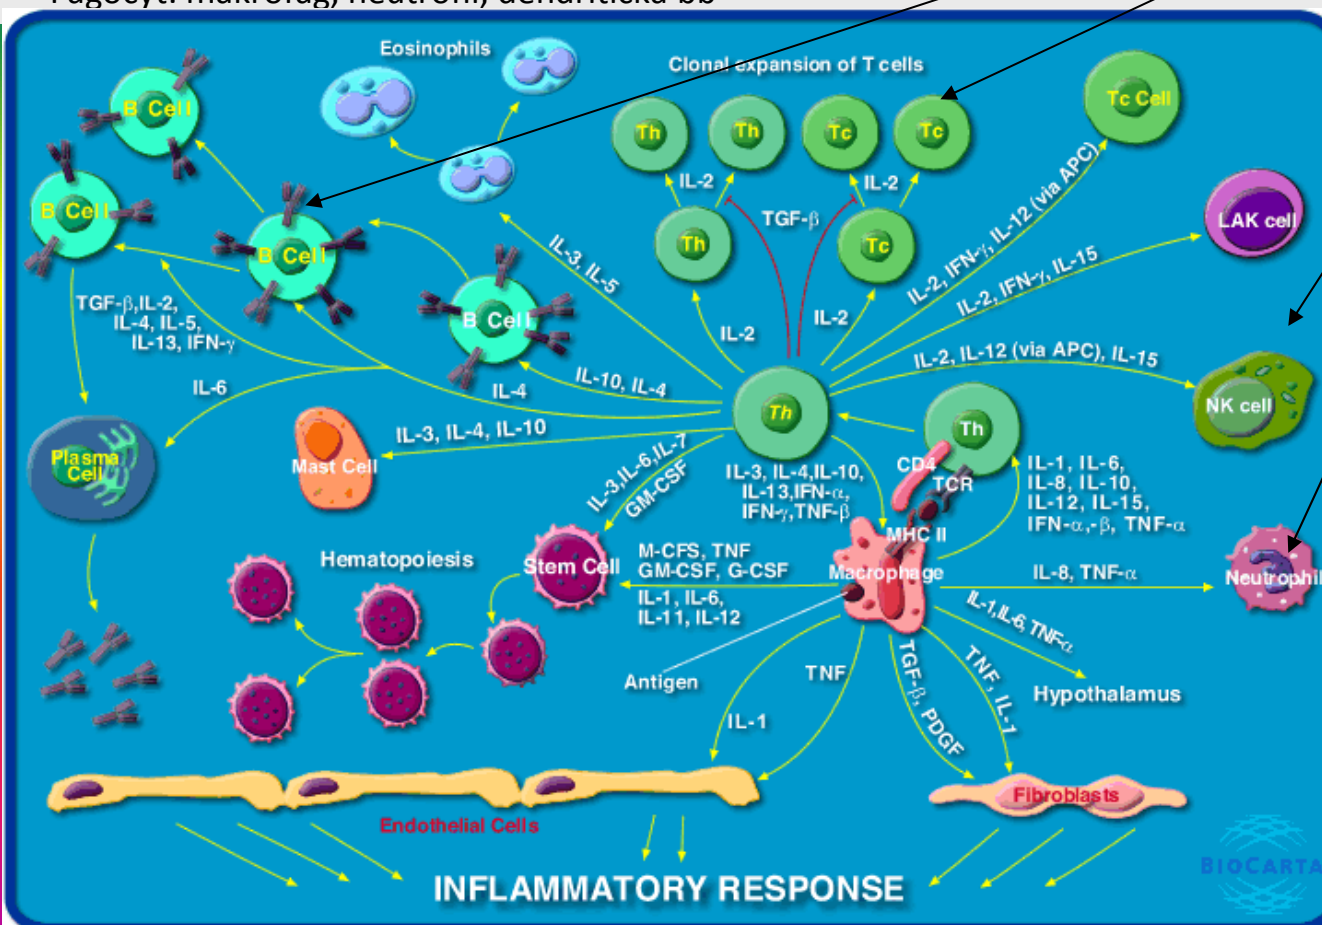 Fagocyt: makrofág, neutrofil, dendritická bb
Eosinophils
Clonal expansion of T cells
B Cell
Th
Th
Tc
Tc
Tc Cell
IL-2
IL-2
TGF-β
B Cell
B Cell
Th
Tc
LAK cell
IL-3, IL-5
IL-2, IFN-γ, IL-12 (via APC)
IL-2, IFN-γ, IL-15
TGF-β,IL-2,
IL-4, IL-5,
IL-13, IFN-γ
B Cell
IL-2
IL-2
IL-2, IL-12 (via APC), IL-15
IL-6
IL-4
IL-10, IL-4
Th
NK cell
Plasma
Cell
Mast Cell
IL-3, IL-4, IL-10
IL-3,IL-6,IL-7
GM-CSF
IL-3, IL-4,IL-10,
IL-13,IFN-α,
IFN-γ,TNF-β
Th
CD4
TCR
MHC II
IL-1, IL-6,
IL-8, IL-10,
IL-12, IL-15,
IFN-α,-β, TNF-α
Hematopoiesis
Stem Cell
M-CFS, TNF
GM-CSF, G-CSF
IL-1, IL-6,
IL-11, IL-12
Macrophage
IL-8, TNF-α
Neutrophil
IL-1,IL-6, TNF-α
Antigen
TNF
IL-1
TGF-β, PDGF
TNF, IL-1
Hypothalamus
Endothelial Cells
Fibroblasts
INFLAMMATORY RESPONSE
BIOCARTA